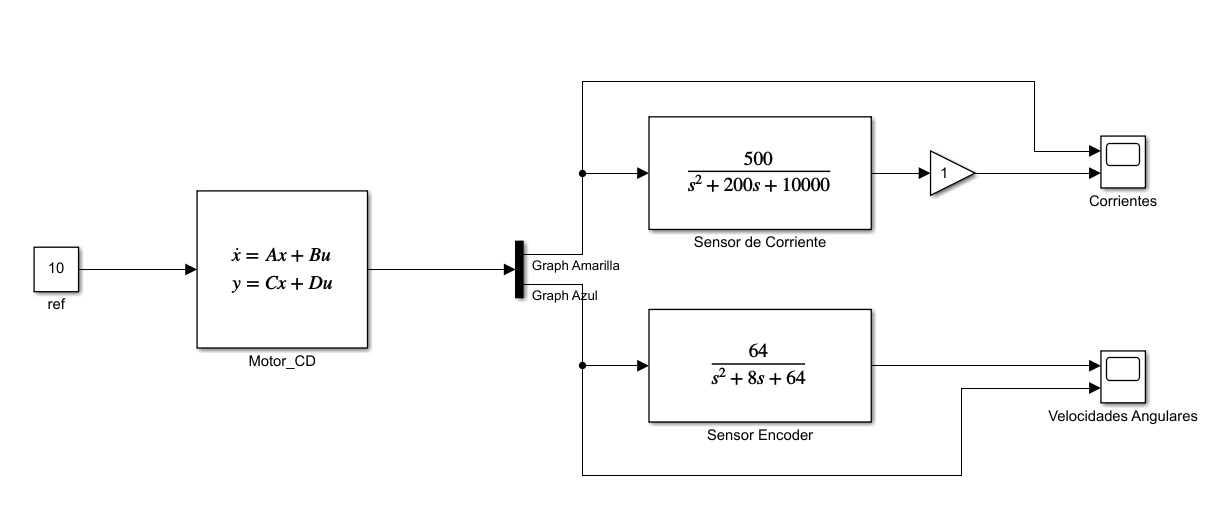 10
ref
ẋ = Ax + Bu
y = Cx + Du
Motor_CD
Graph Amarilla
Graph Azul
500
s² + 200s + 10000
Sensor de Corriente
1
Corrientes
64
s² + 8s + 64
Sensor Encoder
Velocidades Angulares